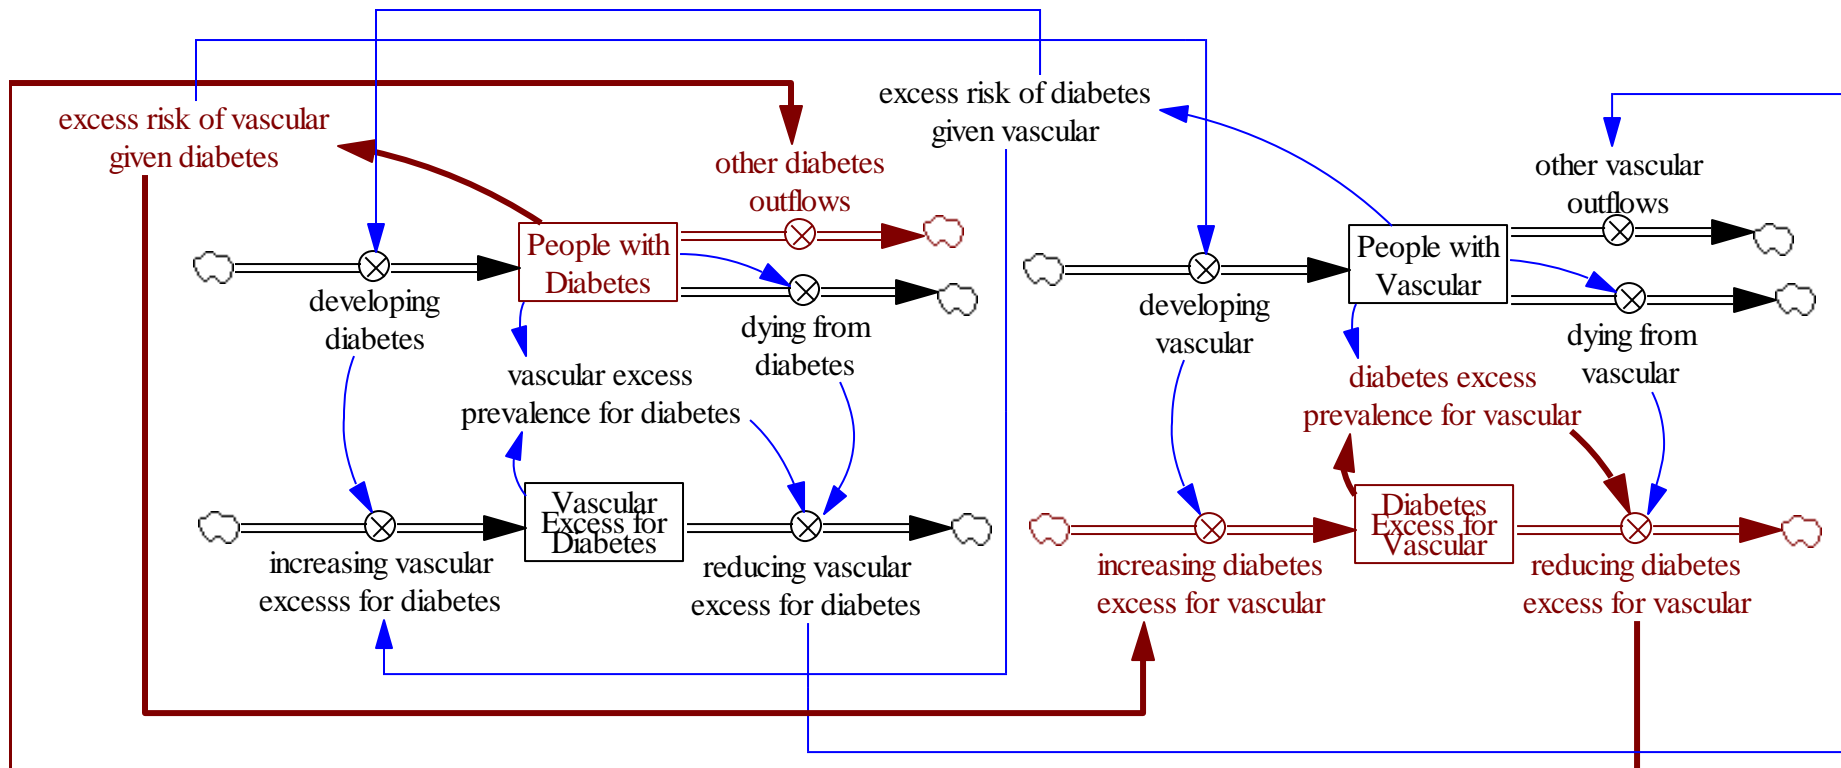 excess risk of vascular
given diabetes
other diabetes
outflows
People with
Diabetes
developing
diabetes
dying from
diabetes
vascular excess
prevalence for diabetes
Vascular
Excess for
Diabetes
increasing vascular
excesss for diabetes
reducing vascular
excess for diabetes
excess risk of diabetes
given vascular
other vascular
outflows
People with
Vascular
developing
vascular
dying from
vascular
diabetes excess
prevalence for vascular
Diabetes
Excess for
Vascular
increasing diabetes
excess for vascular
reducing diabetes
excess for vascular